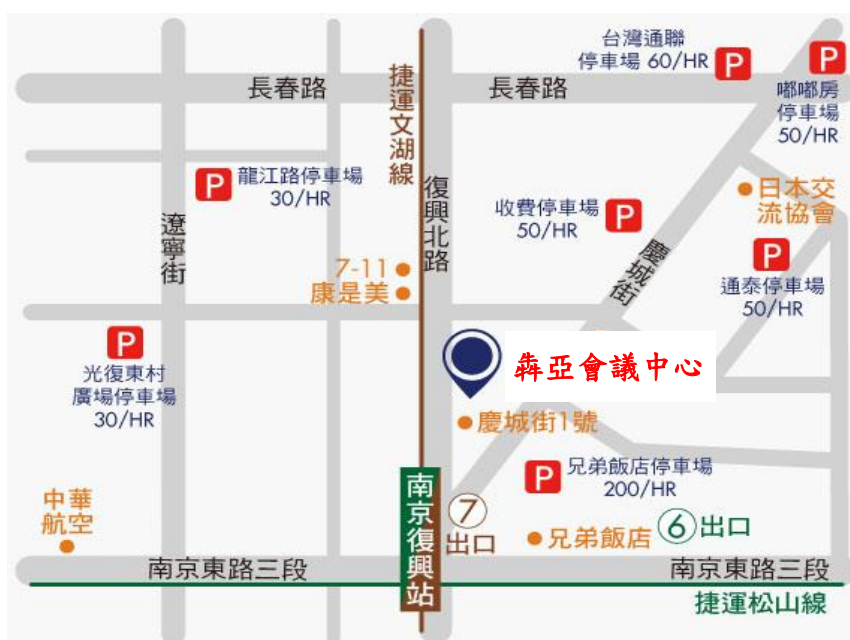 台灣通聯
停車場 60/HR
P
P
嘟嘟房
停車場
50/HR
長春路
長春路
捷運文湖線
P
龍江路停車場
30/HR
復興北路
收費停車場
50/HR
P
日本交
流協會
遼寧街
慶城街
P
通泰停車場
50/HR
7-11
康是美
P
光復東村
廣場停車場
30/HR
犇亞會議中心
慶城街1號
P
兄弟飯店停車場
200/HR
中華
航空
南京復興站
7
出口
兄弟飯店
6出口
南京東路三段
南京東路三段
捷運松山線